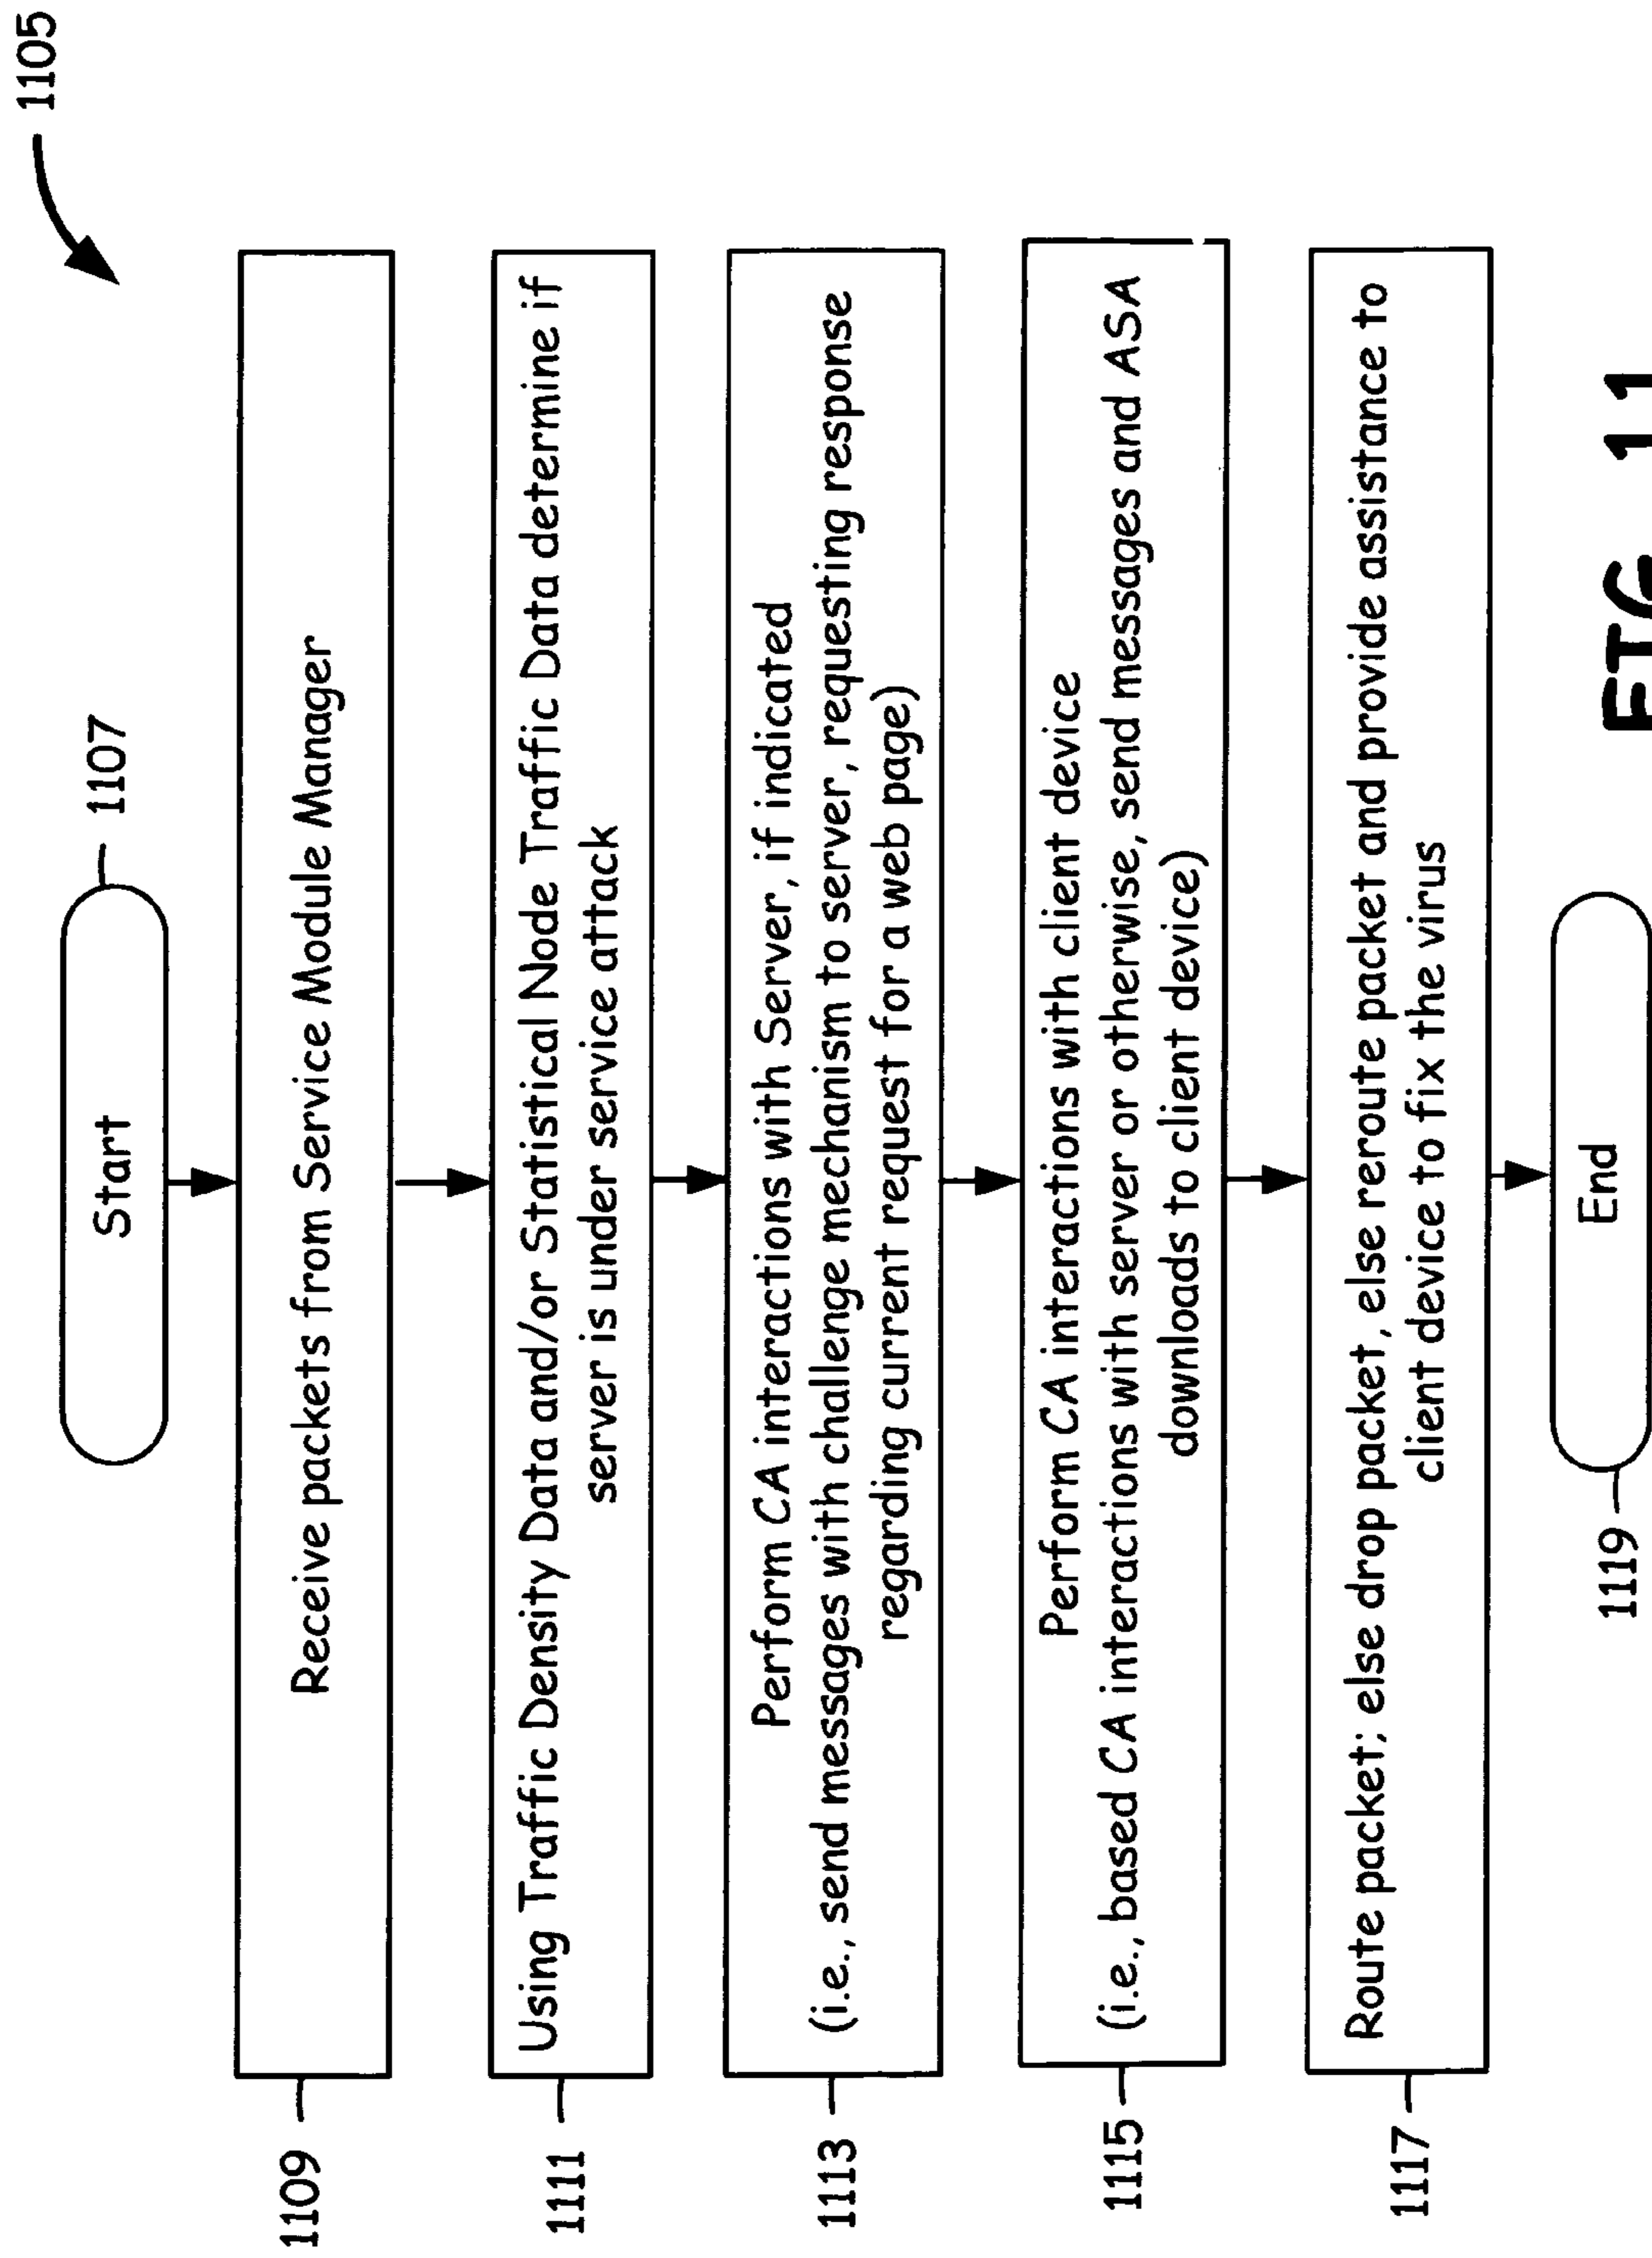 1105
Start
1107
1109
Receive packets from Service Module Manager
1111
Using Traffic Density Data and/or Statistical Node Traffic Data determine if
server is under service attack
1113
Perform CA interactions with Server, if indicated
(i.e., send messages with challenge mechanism to server, requesting response
regarding current request for a web page)
1115
Perform CA interactions with client device
(i.e., based CA interactions with server or otherwise, send messages and ASA
downloads to client device)
1117
Route packet; else drop packet, else reroute packet and provide assistance to
client device to fix the virus
1119
End
FIG 11